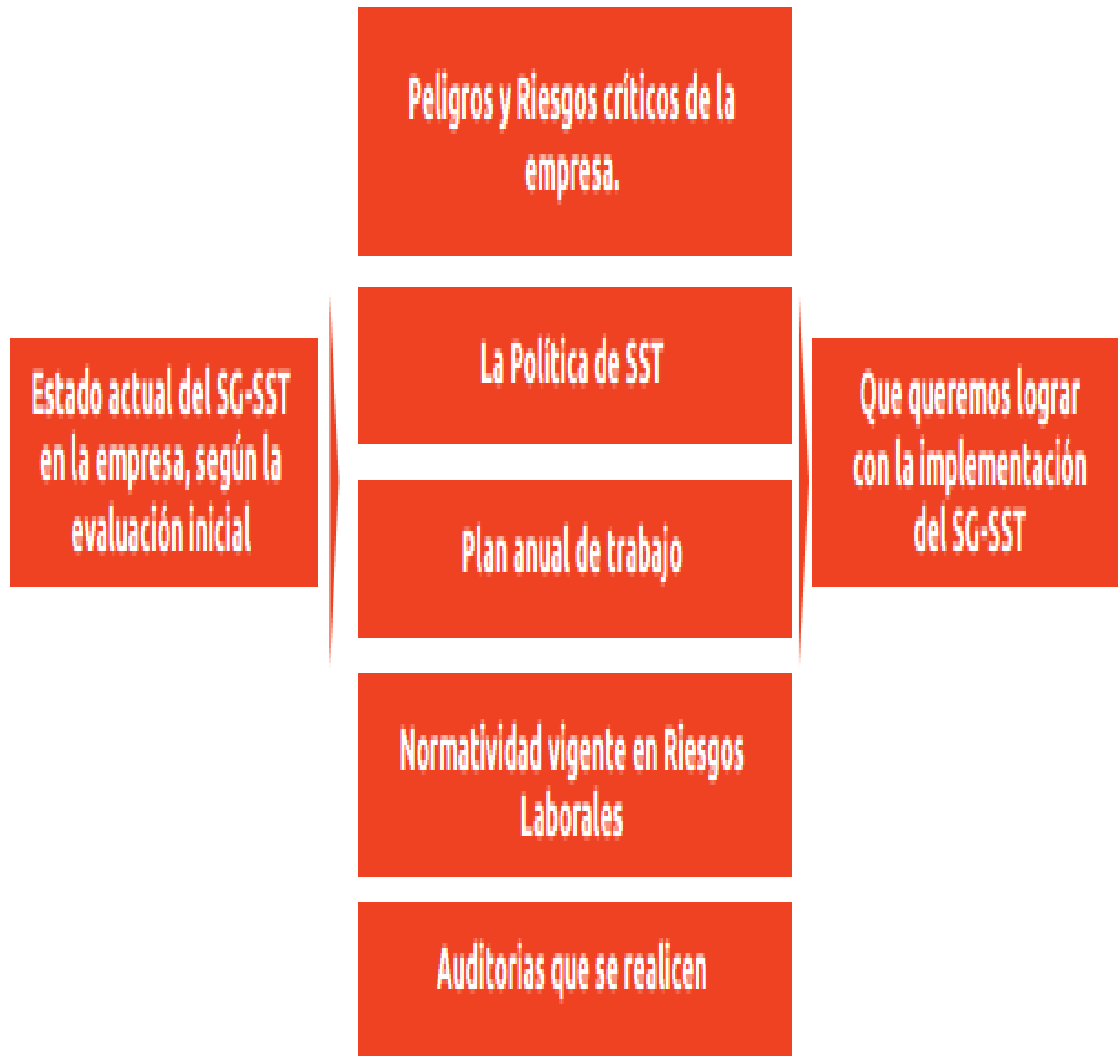 Estado actual del SG-SST
en la empresa, según la
evaluación inicial
Peligros y Riesgos críticos de la
empresa.
La Política de SST
Plan anual de trabajo
Normatividad vigente en Riesgos
Laborales
Auditorias que se realicen
Que queremos lograr
con la implementación
del SG-SST